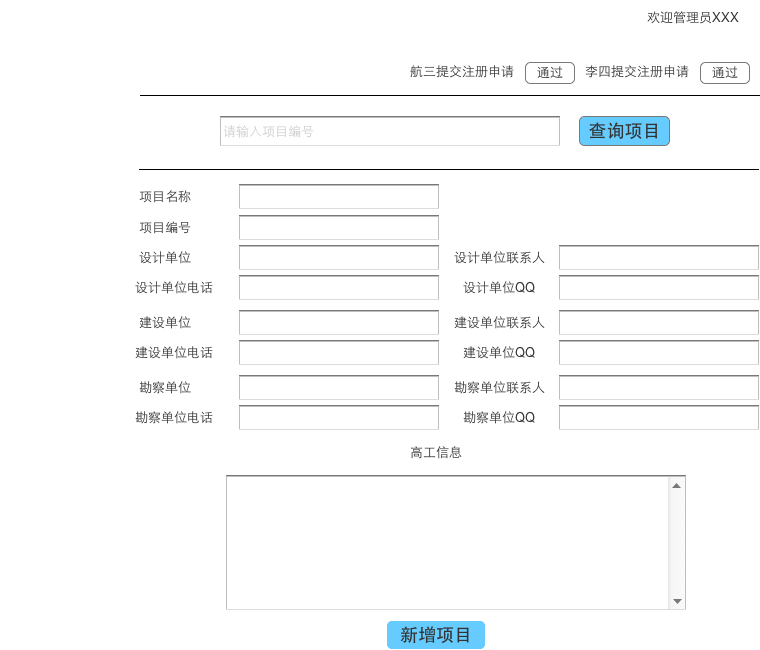 欢迎管理员XXX
航三提交注册申请 通过 李四提交注册申请 通过
请输入项目编号 查询项目
项目名称
项目编号
设计单位 设计单位联系人
设计单位电话 设计单位QQ
建设单位 建设单位联系人
建设单位电话 建设单位QQ
勘察单位 勘察单位联系人
勘察单位电话 勘察单位QQ
高工信息
新增项目